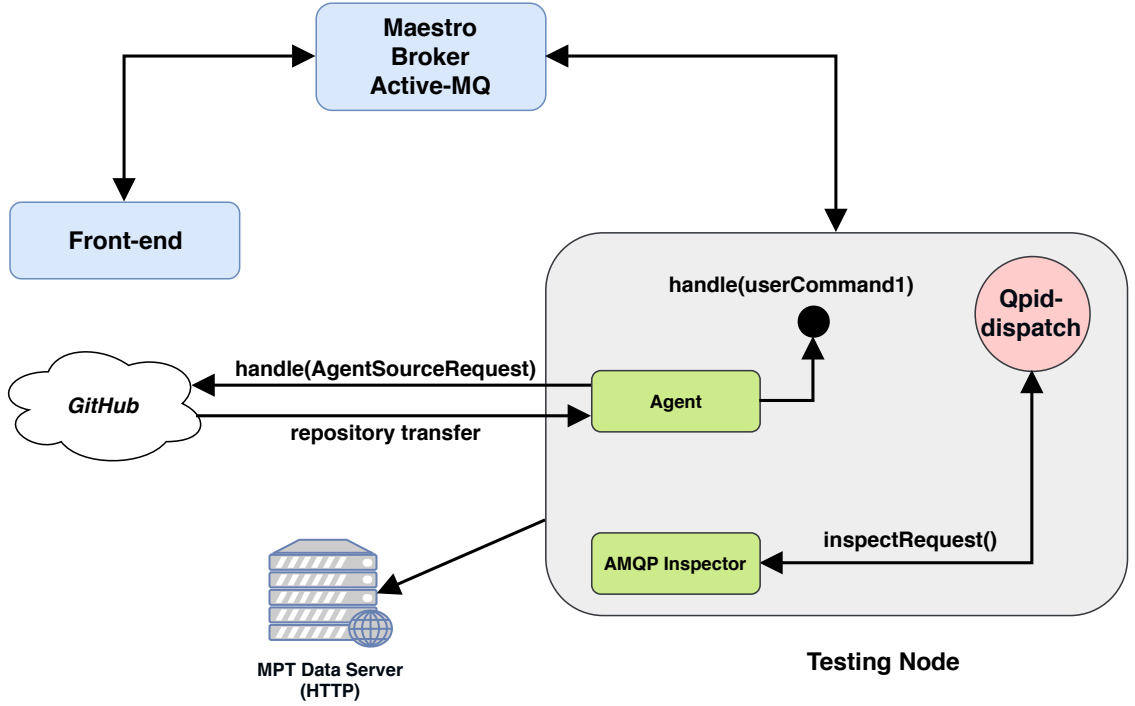 Maestro
Broker
Active-MQ
Front-end
handle(userCommand1)
Qpid-
dispatch
handle(AgentSourceRequest)
GitHub
Agent
repository transfer
inspectRequest()
AMQP Inspector
MPT Data Server
(HTTP)
Testing Node